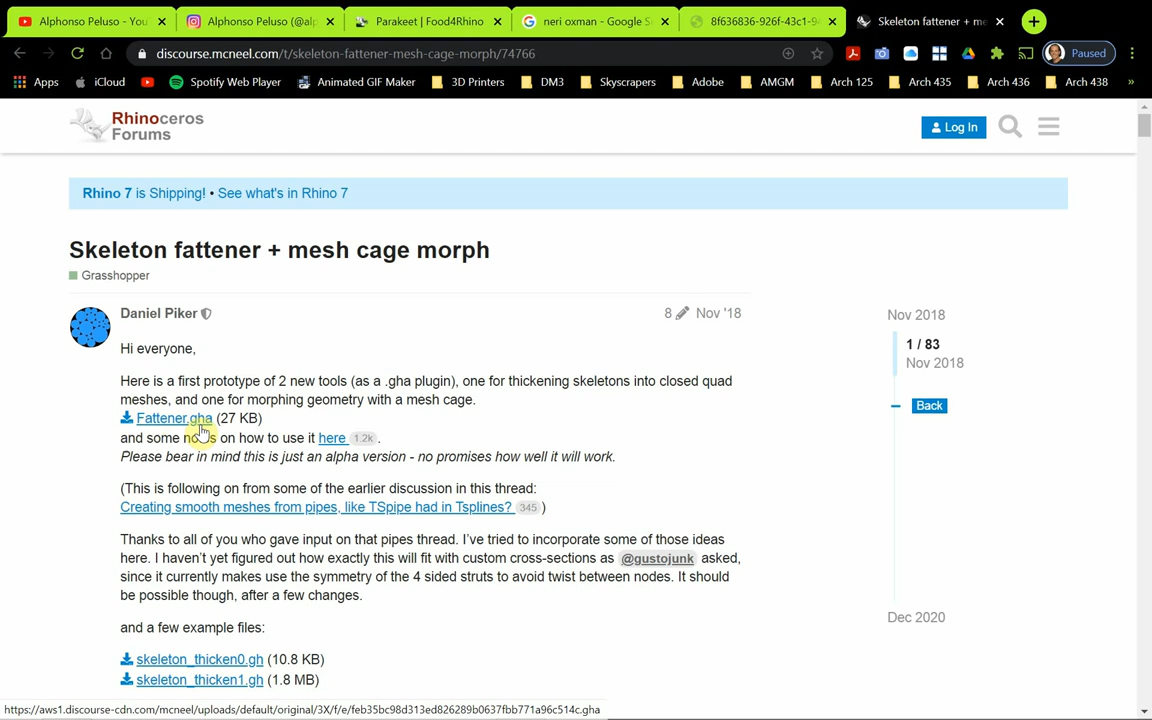 Alphonso Peluso - You
Alphonso Peluso (@alp
Parakeet | Food4Rhino
neri oxman - Google S
8f636836-926f-43c1-94
Skeleton fattener + me
discourse.mcneel.com/t/skeleton-fattener-mesh-cage-morph/74766
Paused
Apps iCloud Spotify Web Player Animated GIF Maker 3D Printers DM3 Skyscrapers Adobe AMGM Arch 125 Arch 435 Arch 436 Arch 438 »
Rhinoceros
Forums
Log In
Rhino 7 is Shipping! • See what's in Rhino 7
Skeleton fattener + mesh cage morph
Grasshopper
Daniel Piker
8 Nov '18
Hi everyone,
Here is a first prototype of 2 new tools (as a .gha plugin), one for thickening skeletons into closed quad
meshes, and one for morphing geometry with a mesh cage.
Fattener.gha (27 KB)
and some notes on how to use it here 1.2k .
Please bear in mind this is just an alpha version - no promises how well it will work.
(This is following on from some of the earlier discussion in this thread:
Creating smooth meshes from pipes, like TSpipe had in Tsplines? 345 )
Thanks to all of you who gave input on that pipes thread. I've tried to incorporate some of those ideas
here. I haven't yet figured out how exactly this will fit with custom cross-sections as @gustojunk asked,
since it currently makes use the symmetry of the 4 sided struts to avoid twist between nodes. It should
be possible though, after a few changes.
and a few example files:
skeleton_thicken0.gh (10.8 KB)
skeleton_thicken1.gh (1.8 MB)
Nov 2018
1 / 83
Nov 2018
Back
Dec 2020
https://aws1.discourse-cdn.com/mcneel/uploads/default/original/3X/f/e/feb35bc98d313ed826289b0637fbb771a96c514c.gha